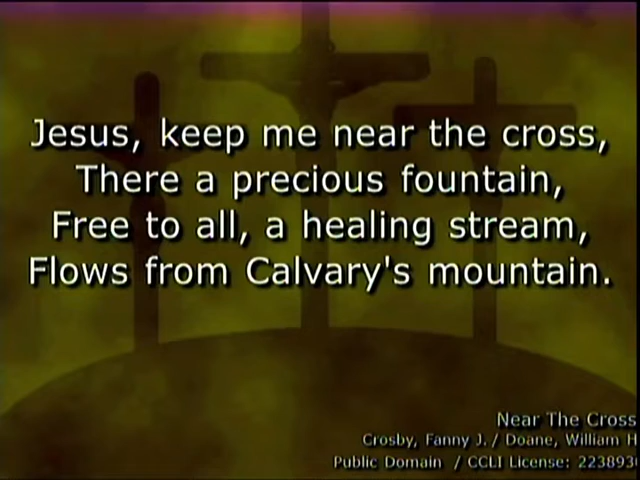 Jesus, keep me near the cross,
There a precious fountain,
Free to all, a healing stream,
Flows from Calvary's mountain.
Near The Cross
Crosby, Fanny J. / Doane, William H
Public Domain / CCLI License: 223893